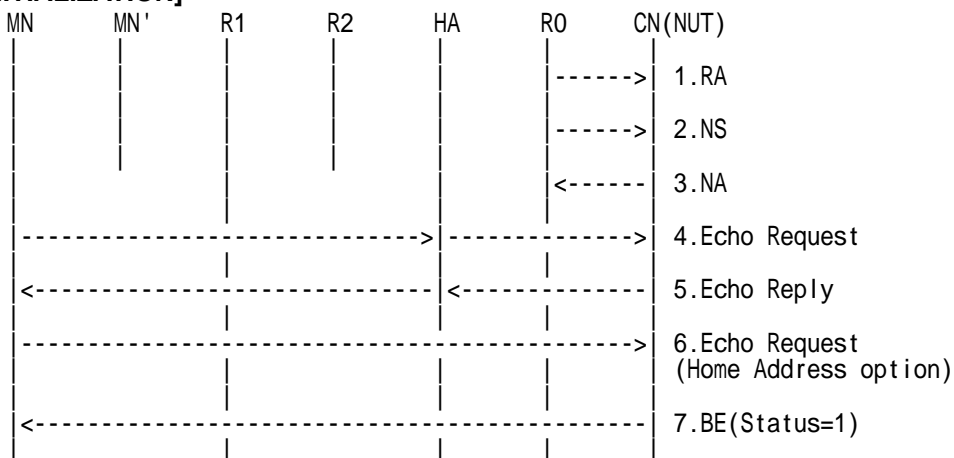 MN MN' R1 R2 HA R0 CN(NUT)
1.RA
2.NS
3.NA
4.Echo Request
5.Echo Reply
6.Echo Request
(Home Address option)
7.BE(Status=1)